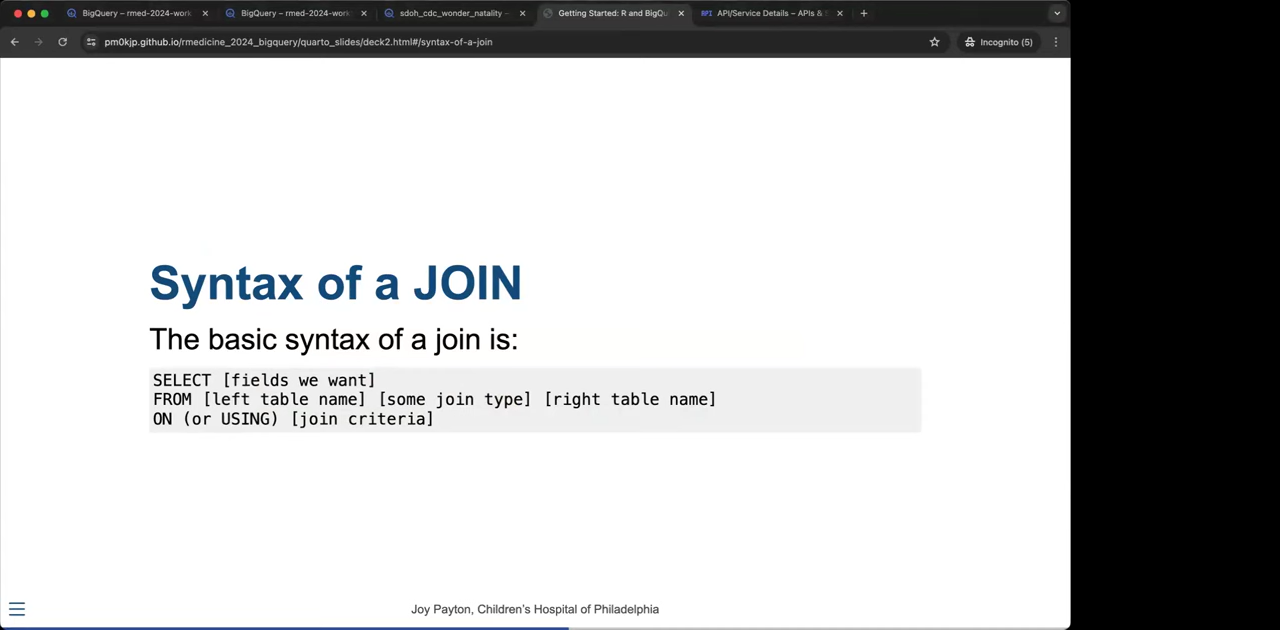 BigQuery – rmed-2024-work
BigQuery – rmed-2024-work
sdoh_cdc_wonder_natality –
Getting Started: R and BigQu
API API/Service Details – APIs &
pm0kjp.github.io/rmedicine_2024_bigquery/quarto_slides/deck2.html#/syntax-of-a-join
Incognito (5)
Syntax of a JOIN
The basic syntax of a join is:
SELECT [fields we want]
FROM [left table name] [some join type] [right table name]
ON (or USING) [join criteria]
Joy Payton, Children's Hospital of Philadelphia